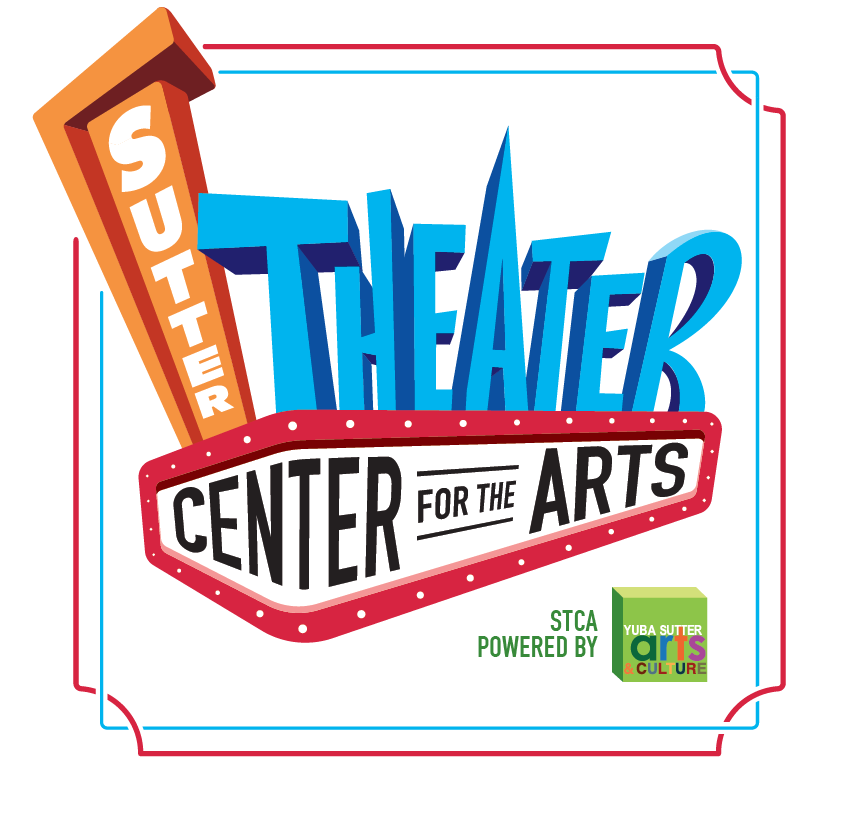 SUTTER
THEATER
CENTER FOR THE ARTS
STCA
POWERED BY
YUBA SUTTER
arts
& CULTURE